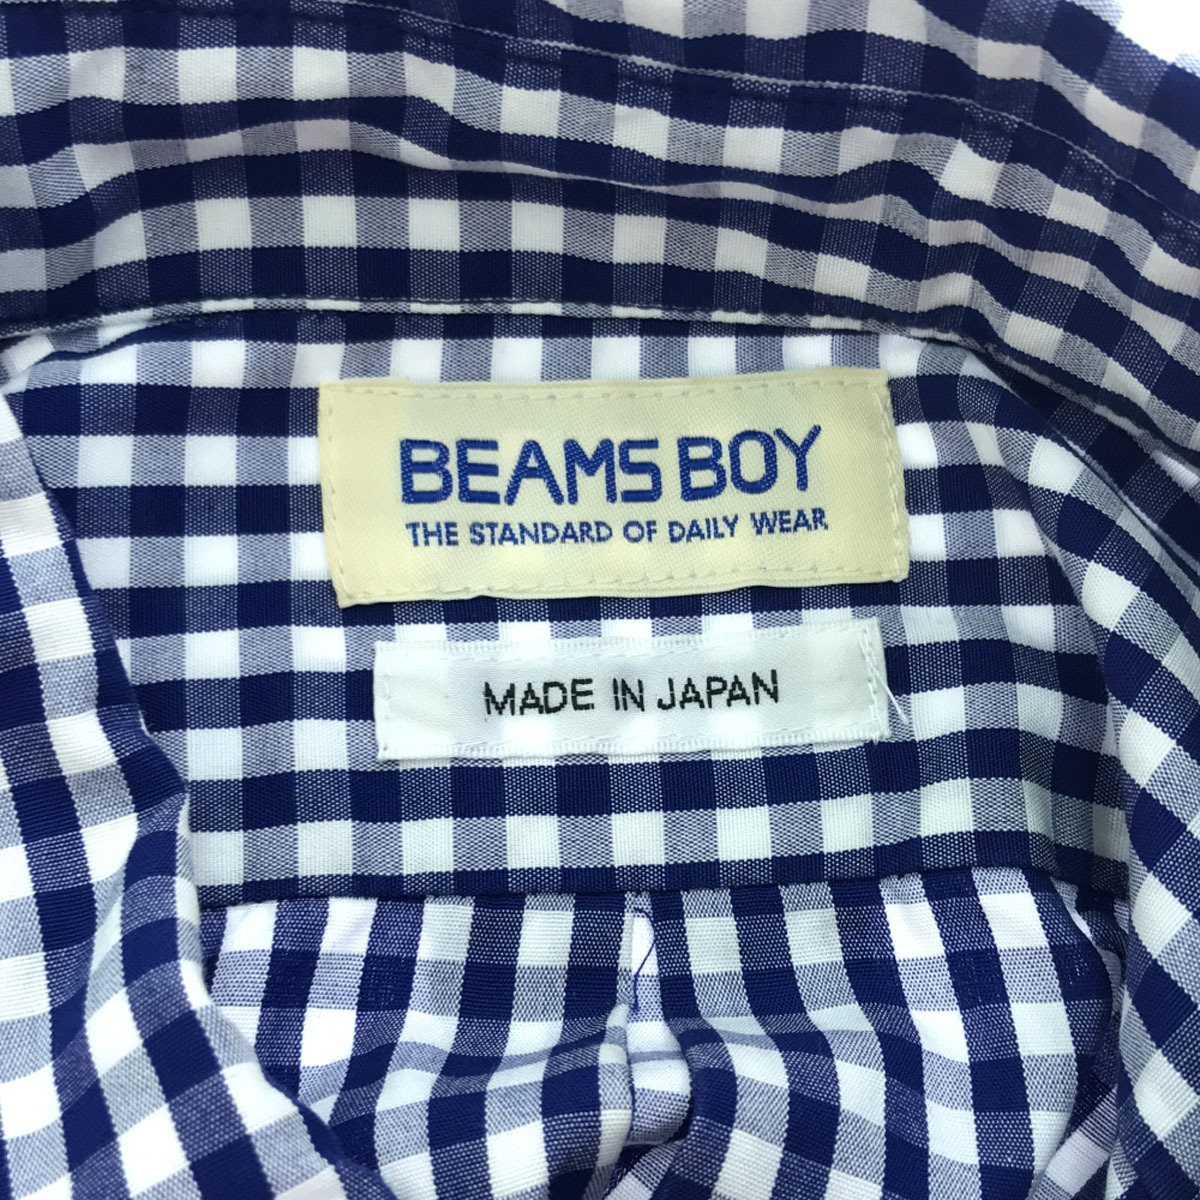 BEAMS BOY
THE STANDARD OF DAILY WEAR
MADE IN JAPAN